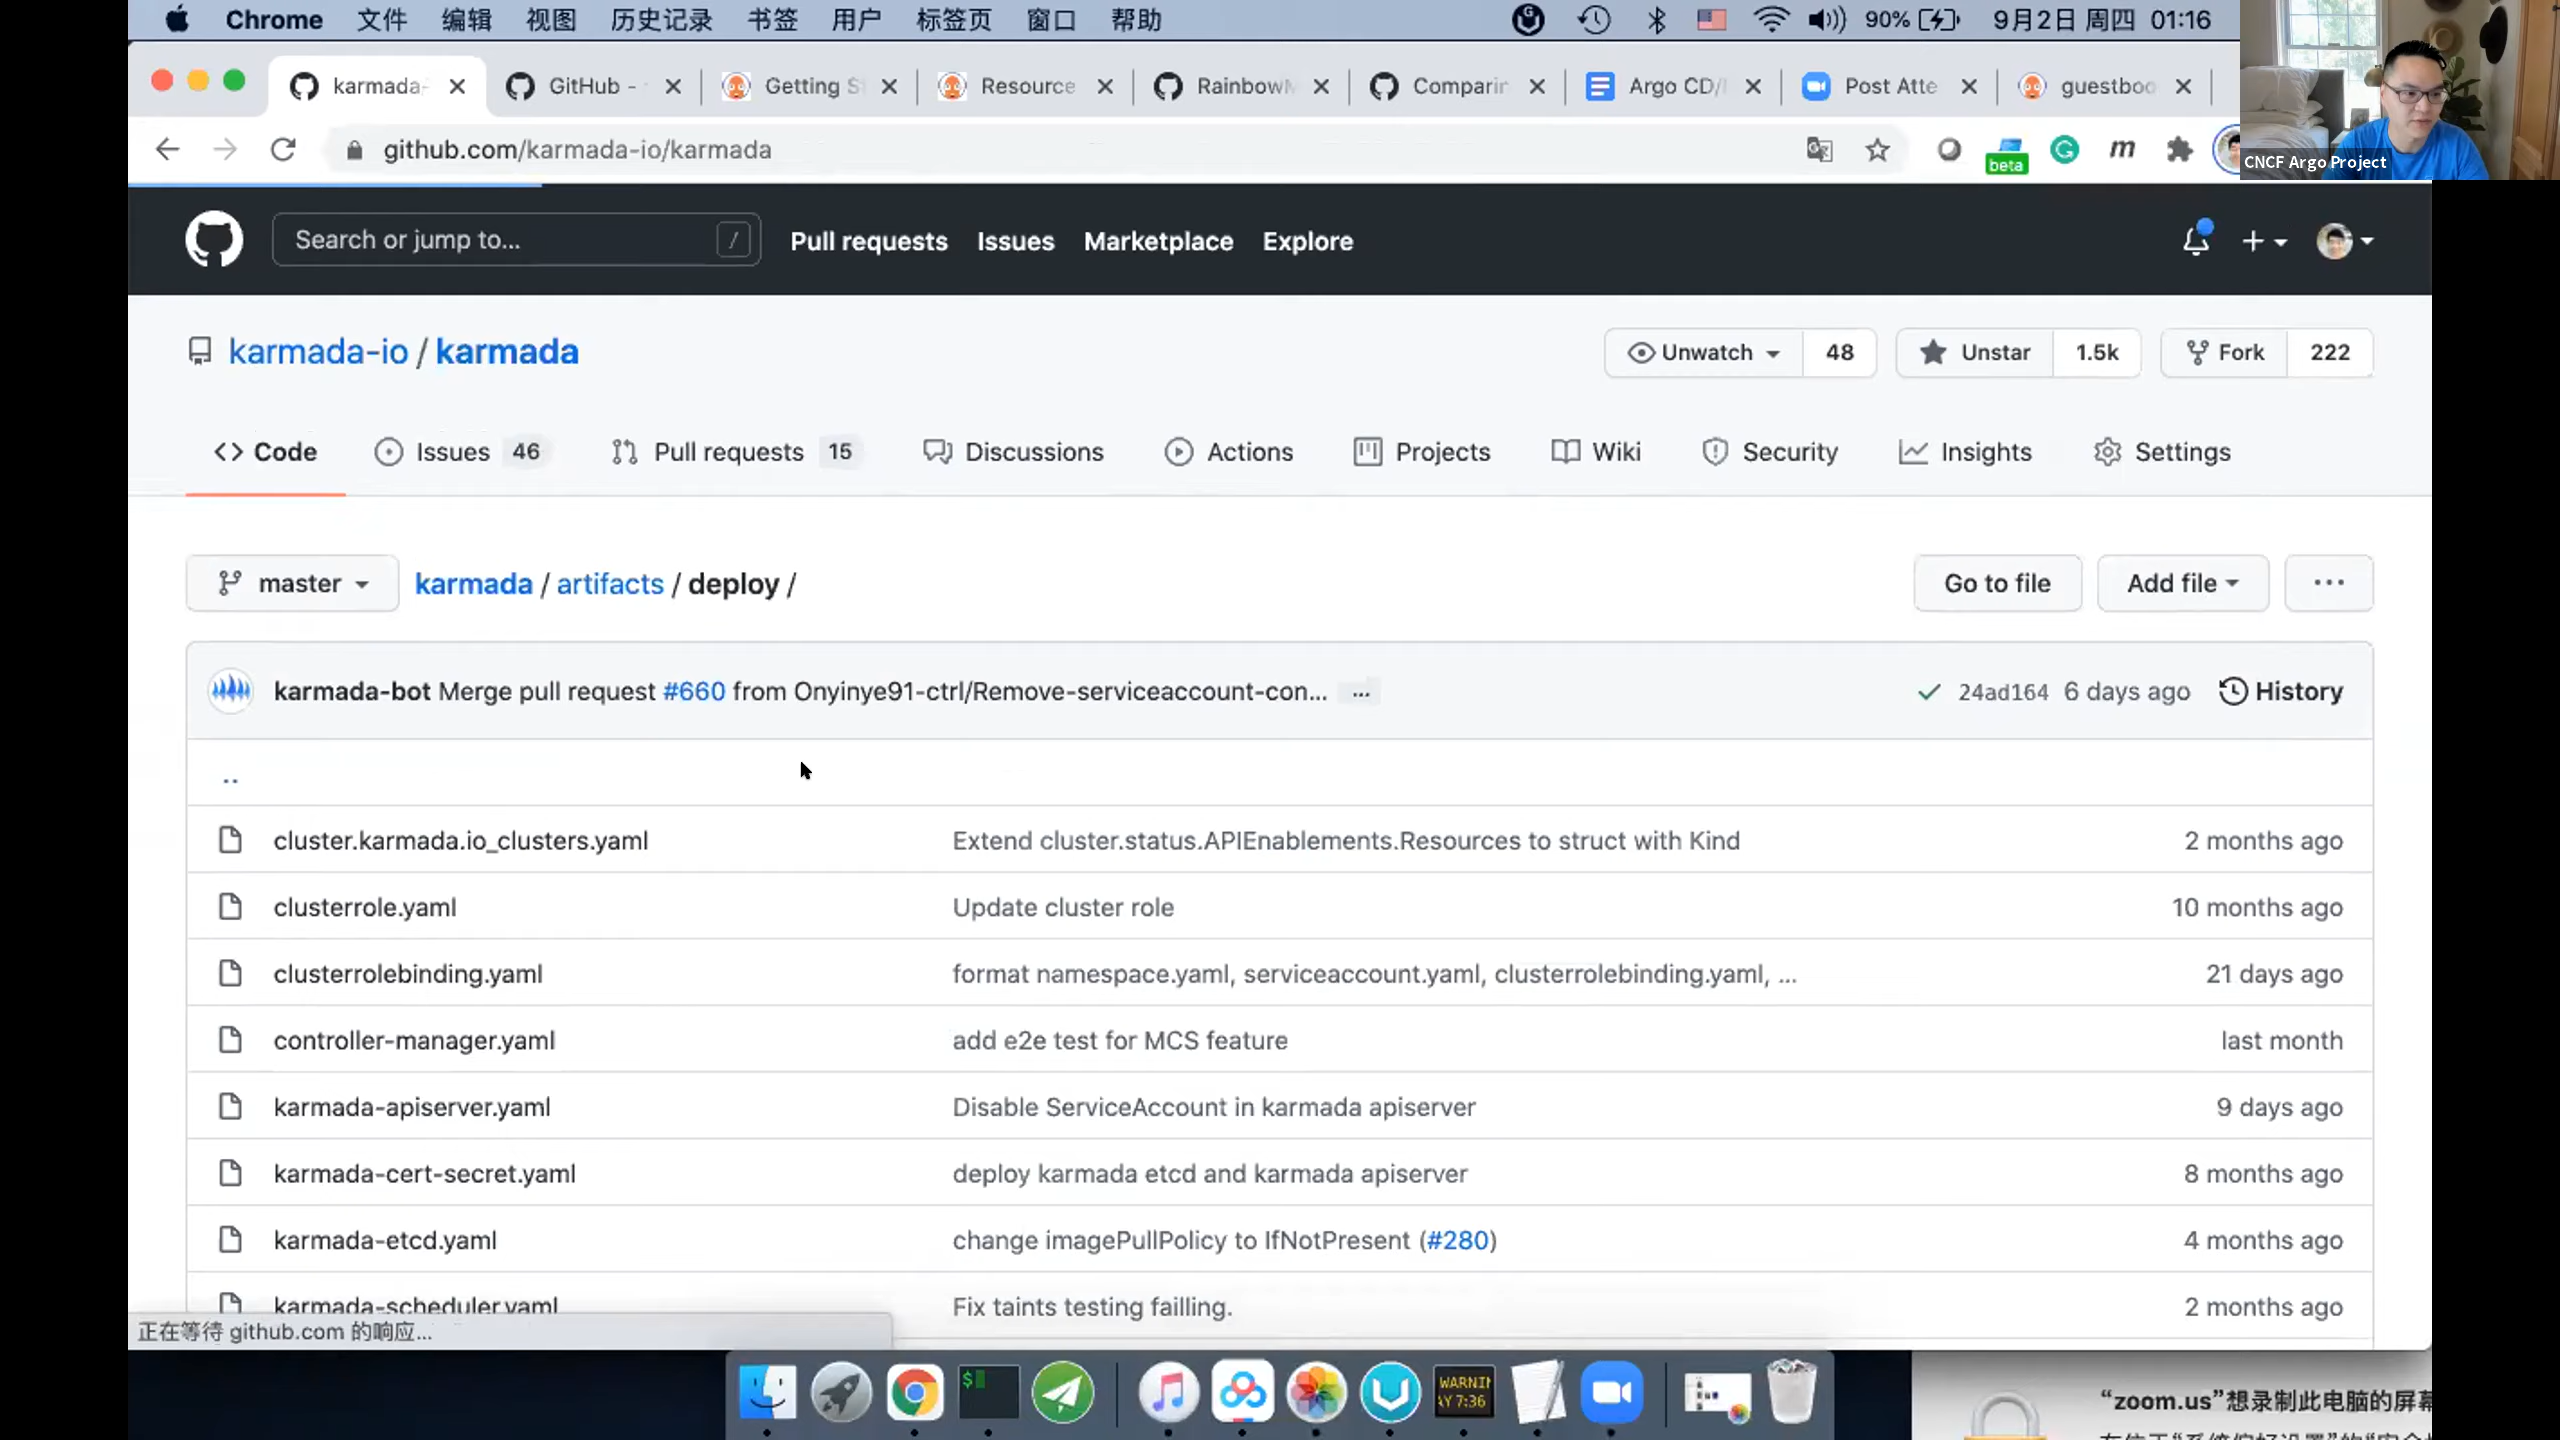 Chrome 文件 编辑 视图 历史记录 书签 用户 标签页 窗口 帮助 90% 9月2日 周四 01:16
karmada- GitHub - Getting S Resource RainbowM Comparin Argo CD/ Post Atte guestboo
github.com/karmada-io/karmada beta m
CNCF Argo Project
Search or jump to... / Pull requests Issues Marketplace Explore
karmada-io / karmada Unwatch 48 Unstar 1.5k Fork 222
Code Issues 46 Pull requests 15 Discussions Actions Projects Wiki Security Insights Settings
master karmada / artifacts / deploy / Go to file Add file ...
karmada-bot Merge pull request #660 from Onyinye91-ctrl/Remove-serviceaccount-con... ... 24ad164 6 days ago History
..
cluster.karmada.io_clusters.yaml Extend cluster.status.APIEnablements.Resources to struct with Kind 2 months ago
clusterrole.yaml Update cluster role 10 months ago
clusterrolebinding.yaml format namespace.yaml, serviceaccount.yaml, clusterrolebinding.yaml, ... 21 days ago
controller-manager.yaml add e2e test for MCS feature last month
karmada-apiserver.yaml Disable ServiceAccount in karmada apiserver 9 days ago
karmada-cert-secret.yaml deploy karmada etcd and karmada apiserver 8 months ago
karmada-etcd.yaml change imagePullPolicy to IfNotPresent (#280) 4 months ago
karmada-scheduler.yaml Fix taints testing failling. 2 months ago
正在等待 github.com 的响应...
WARNIN
AY 7:36
“zoom.us”想录制此电脑的屏幕